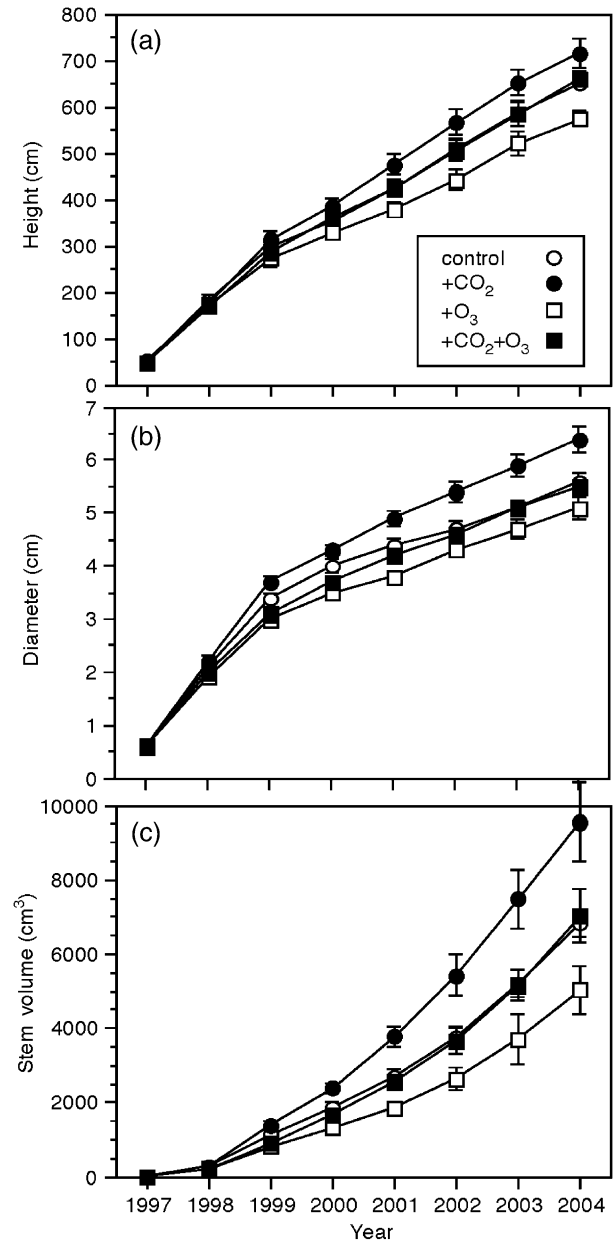 800
(a)
700
600
500
400
300
200
100
0
Height (cm)
control
+CO₂
+O₃
+CO₂+O₃
7
(b)
6
5
4
3
2
1
0
Diameter (cm)
10000
(c)
8000
6000
4000
2000
0
Stem volume (cm³)
1997 1998 1999 2000 2001 2002 2003 2004
Year